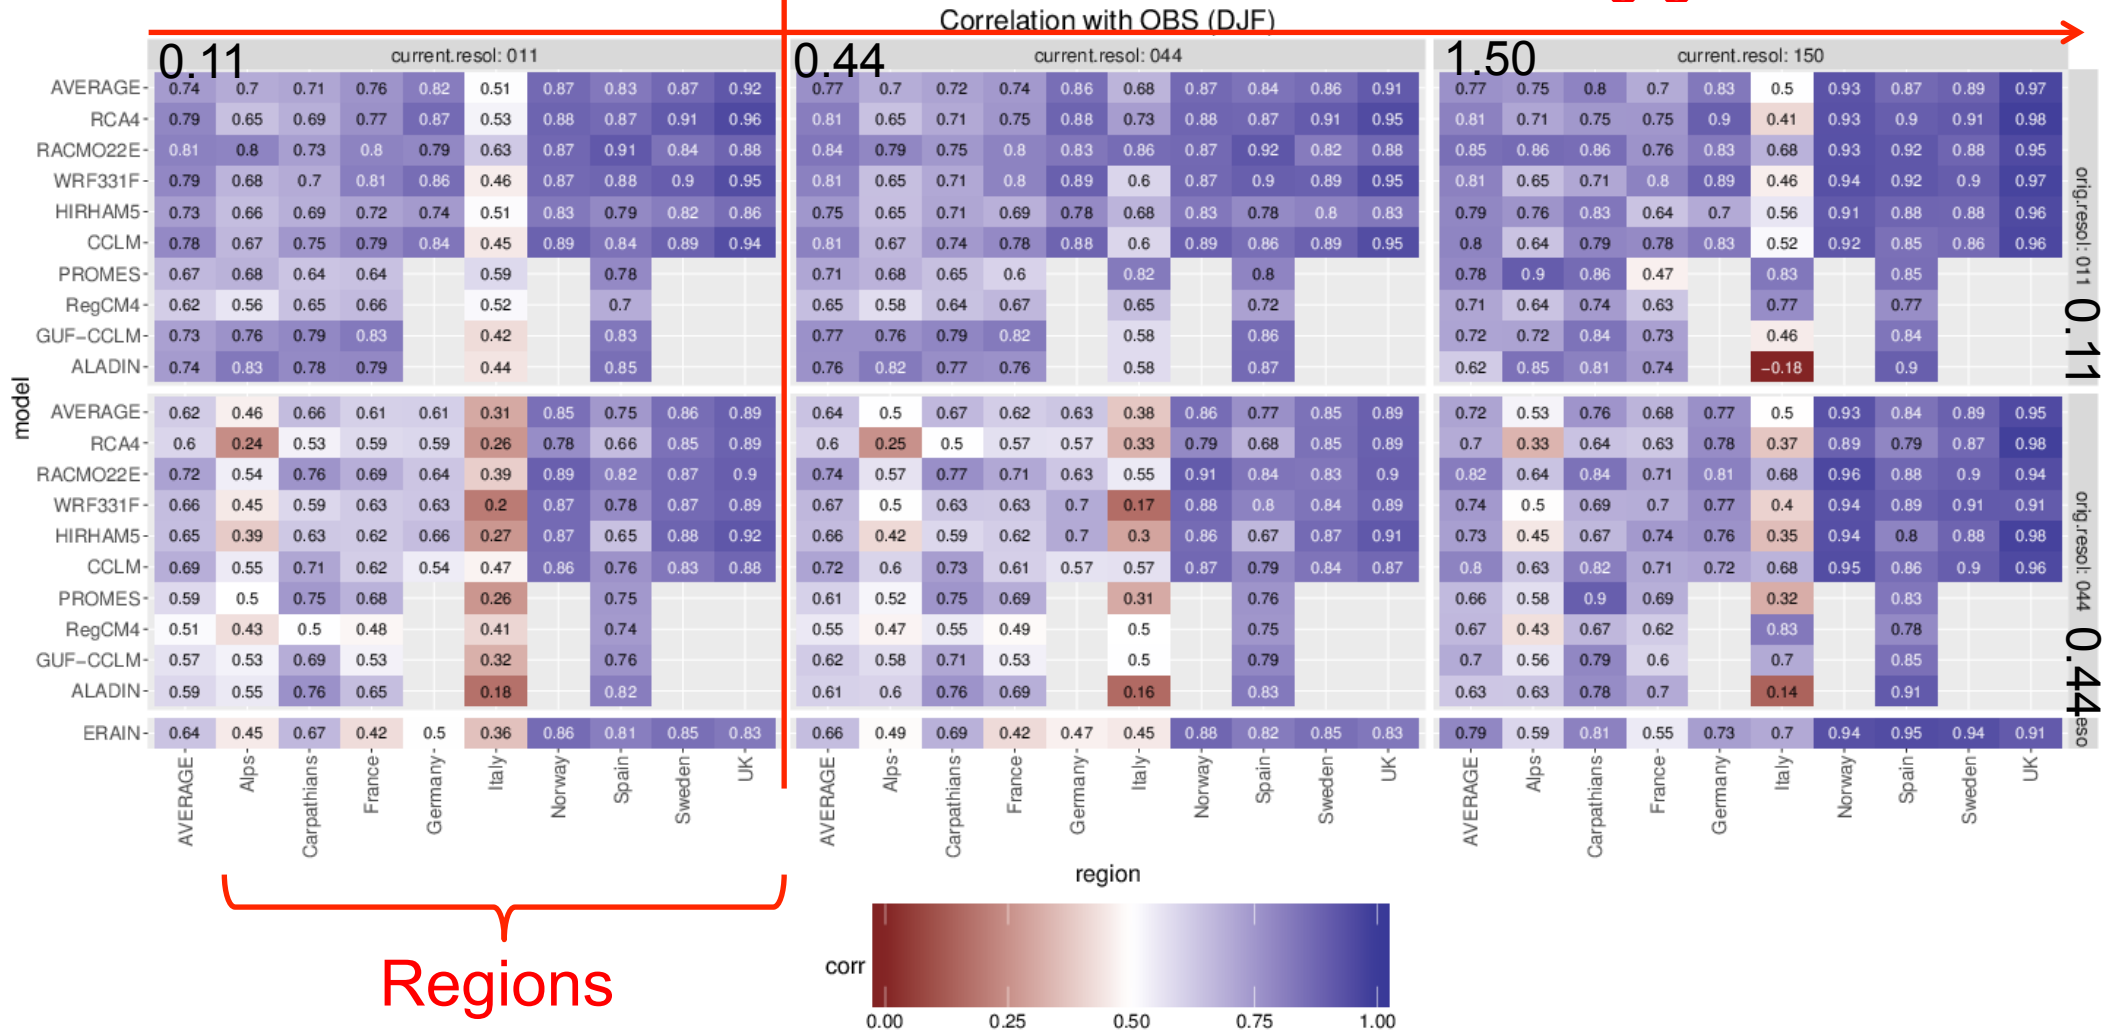 Correlation with OBS (DJF)
0.11 0.44 1.50
current.resol: 011 current.resol: 044 current.resol: 150
AVERAGE 0.74 0.7 0.71 0.76 0.82 0.51 0.87 0.83 0.87 0.92 0.77 0.7 0.72 0.74 0.86 0.68 0.87 0.84 0.86 0.91 0.77 0.75 0.8 0.7 0.83 0.5 0.93 0.87 0.89 0.97
RCA4 0.79 0.65 0.69 0.77 0.87 0.53 0.88 0.87 0.91 0.96 0.81 0.65 0.71 0.75 0.88 0.73 0.88 0.87 0.91 0.95 0.81 0.71 0.75 0.75 0.9 0.41 0.93 0.9 0.91 0.98
RACMO22E 0.81 0.8 0.73 0.8 0.79 0.63 0.87 0.91 0.84 0.88 0.84 0.79 0.75 0.8 0.83 0.86 0.87 0.92 0.82 0.88 0.85 0.86 0.86 0.76 0.83 0.68 0.93 0.92 0.88 0.95
WRF331F 0.79 0.68 0.7 0.81 0.86 0.46 0.87 0.88 0.9 0.95 0.81 0.65 0.71 0.8 0.89 0.6 0.87 0.9 0.89 0.95 0.81 0.65 0.71 0.8 0.89 0.46 0.94 0.92 0.9 0.97
HIRHAM5 0.73 0.66 0.69 0.72 0.74 0.51 0.83 0.79 0.82 0.86 0.75 0.65 0.71 0.69 0.78 0.68 0.83 0.78 0.8 0.83 0.79 0.76 0.83 0.64 0.7 0.56 0.91 0.88 0.88 0.96
CCLM 0.78 0.67 0.75 0.79 0.84 0.45 0.89 0.84 0.89 0.94 0.81 0.67 0.74 0.78 0.88 0.6 0.89 0.86 0.89 0.95 0.8 0.64 0.79 0.78 0.83 0.52 0.92 0.85 0.86 0.96
PROMES 0.67 0.68 0.64 0.64 0.59 0.78 0.71 0.68 0.65 0.6 0.82 0.8 0.78 0.9 0.86 0.47 0.83 0.85
RegCM4 0.62 0.56 0.65 0.66 0.52 0.7 0.65 0.58 0.64 0.67 0.65 0.72 0.71 0.64 0.74 0.63 0.77 0.77
GUF-CCLM 0.73 0.76 0.79 0.83 0.42 0.83 0.77 0.76 0.79 0.82 0.58 0.86 0.72 0.72 0.84 0.73 0.46 0.84
ALADIN 0.74 0.83 0.78 0.79 0.44 0.85 0.76 0.82 0.77 0.76 0.58 0.87 0.62 0.85 0.81 0.74 -0.18 0.9
orig.resol: 011
0.11
model
AVERAGE 0.62 0.46 0.66 0.61 0.61 0.31 0.85 0.75 0.86 0.89 0.64 0.5 0.67 0.62 0.63 0.38 0.86 0.77 0.85 0.89 0.72 0.53 0.76 0.68 0.77 0.5 0.93 0.84 0.89 0.95
RCA4 0.6 0.24 0.53 0.59 0.59 0.26 0.78 0.66 0.85 0.89 0.6 0.25 0.5 0.57 0.57 0.33 0.79 0.68 0.85 0.89 0.7 0.33 0.64 0.63 0.78 0.37 0.89 0.79 0.87 0.98
RACMO22E 0.72 0.54 0.76 0.69 0.64 0.39 0.89 0.82 0.87 0.9 0.74 0.57 0.77 0.71 0.63 0.55 0.91 0.84 0.83 0.9 0.82 0.64 0.84 0.71 0.81 0.68 0.96 0.88 0.9 0.94
WRF331F 0.66 0.45 0.59 0.63 0.63 0.2 0.87 0.78 0.87 0.89 0.67 0.5 0.63 0.63 0.7 0.17 0.88 0.8 0.84 0.89 0.74 0.5 0.69 0.7 0.77 0.4 0.94 0.89 0.91 0.91
HIRHAM5 0.65 0.39 0.63 0.62 0.66 0.27 0.87 0.65 0.88 0.92 0.66 0.42 0.59 0.62 0.7 0.3 0.86 0.67 0.87 0.91 0.73 0.45 0.67 0.74 0.76 0.35 0.94 0.8 0.88 0.98
CCLM 0.69 0.55 0.71 0.62 0.54 0.47 0.86 0.76 0.83 0.88 0.72 0.6 0.73 0.61 0.57 0.57 0.87 0.79 0.84 0.87 0.8 0.63 0.82 0.71 0.72 0.68 0.95 0.86 0.9 0.96
PROMES 0.59 0.5 0.75 0.68 0.26 0.75 0.61 0.52 0.75 0.69 0.31 0.76 0.66 0.58 0.9 0.69 0.32 0.83
RegCM4 0.51 0.43 0.5 0.48 0.41 0.74 0.55 0.47 0.55 0.49 0.5 0.75 0.67 0.43 0.67 0.62 0.83 0.78
GUF-CCLM 0.57 0.53 0.69 0.53 0.32 0.76 0.62 0.58 0.71 0.53 0.5 0.79 0.7 0.56 0.79 0.6 0.7 0.85
ALADIN 0.59 0.55 0.76 0.65 0.18 0.82 0.61 0.6 0.76 0.69 0.16 0.83 0.63 0.63 0.78 0.7 0.14 0.91
orig.resol: 044
0.44
ERAIN 0.64 0.45 0.67 0.42 0.5 0.36 0.86 0.81 0.85 0.83 0.66 0.49 0.69 0.42 0.47 0.45 0.88 0.82 0.85 0.83 0.79 0.59 0.81 0.55 0.73 0.7 0.94 0.95 0.94 0.91
eso
AVERAGE Alps Carpathians France Germany Italy Norway Spain Sweden UK AVERAGE Alps Carpathians France Germany Italy Norway Spain Sweden UK AVERAGE Alps Carpathians France Germany Italy Norway Spain Sweden UK
region
Regions
corr
0.00 0.25 0.50 0.75 1.00